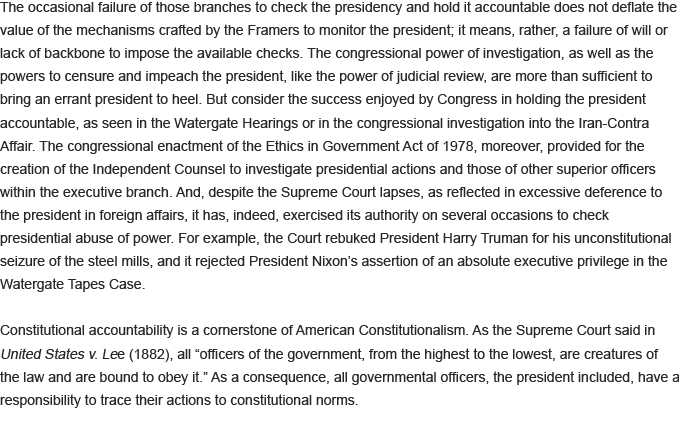 The occasional failure of those branches to check the presidency and hold it accountable does not deflate the
value of the mechanisms crafted by the Framers to monitor the president; it means, rather, a failure of will or
lack of backbone to impose the available checks. The congressional power of investigation, as well as the
powers to censure and impeach the president, like the power of judicial review, are more than sufficient to
bring an errant president to heel. But consider the success enjoyed by Congress in holding the president
accountable, as seen in the Watergate Hearings or in the congressional investigation into the Iran-Contra
Affair. The congressional enactment of the Ethics in Government Act of 1978, moreover, provided for the
creation of the Independent Counsel to investigate presidential actions and those of other superior officers
within the executive branch. And, despite the Supreme Court lapses, as reflected in excessive deference to
the president in foreign affairs, it has, indeed, exercised its authority on several occasions to check
presidential abuse of power. For example, the Court rebuked President Harry Truman for his unconstitutional
seizure of the steel mills, and it rejected President Nixon’s assertion of an absolute executive privilege in the
Watergate Tapes Case.
Constitutional accountability is a cornerstone of American Constitutionalism. As the Supreme Court said in
United States v. Lee (1882), all “officers of the government, from the highest to the lowest, are creatures of
the law and are bound to obey it.” As a consequence, all governmental officers, the president included, have a
responsibility to trace their actions to constitutional norms.